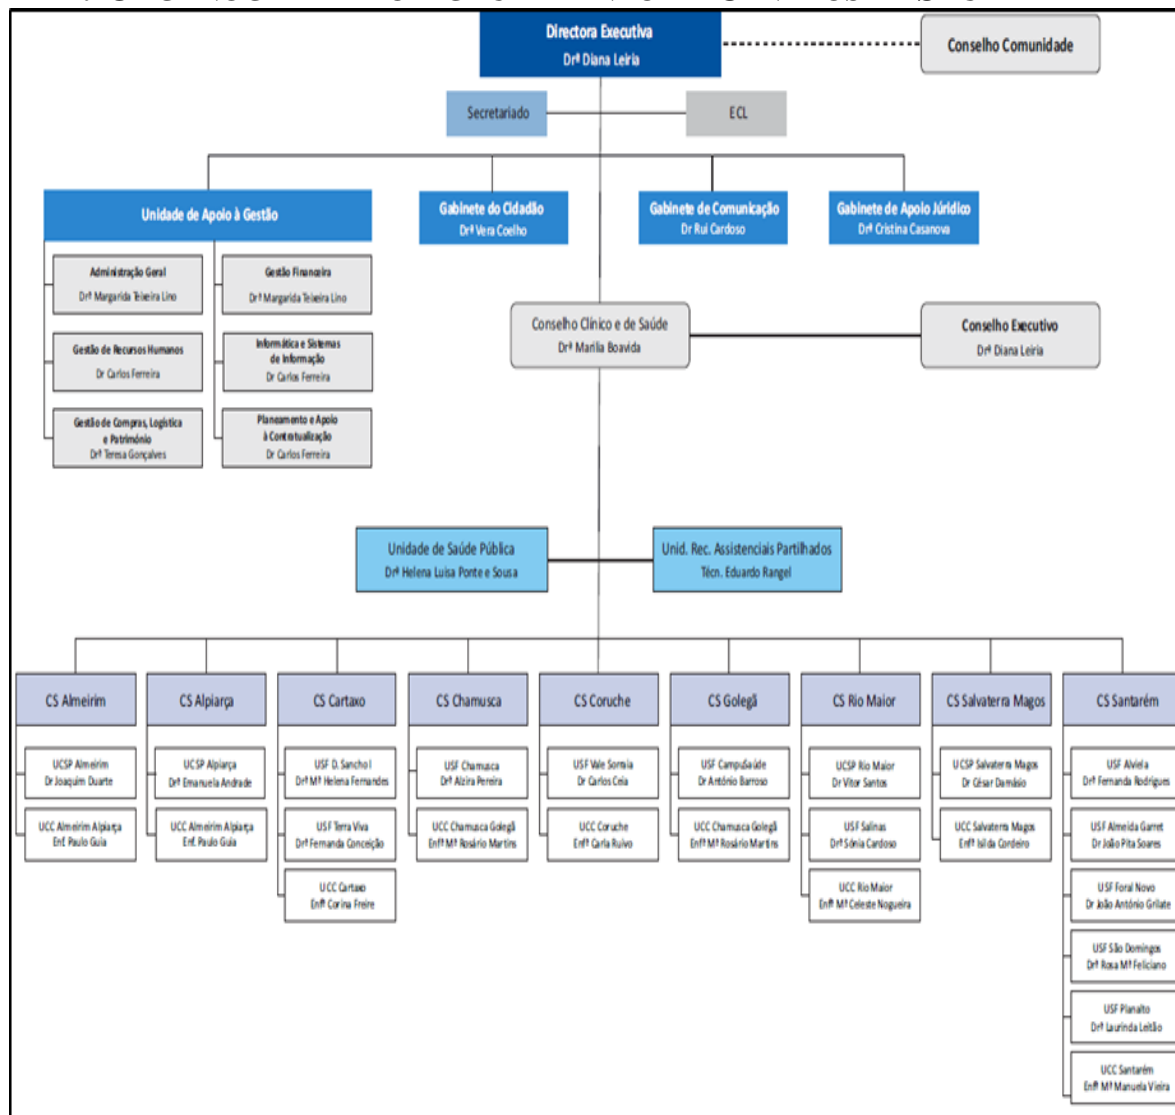 Directora Executiva
Drª Diana Leiria
Conselho Comunidade
Secretariado
ECL
Unidade de Apoio à Gestão
Gabinete do Cidadão
Drª Vera Coelho
Gabinete de Comunicação
Dr Rui Cardoso
Gabinete de Apoio Júridico
Drª Cristina Casanova
Administração Geral
Drª Margarida Teixeira Lino
Gestão Financeira
Drª Margarida Teixeira Lino
Gestão de Recursos Humanos
Dr Carlos Ferreira
Informática e Sistemas
de Informação
Dr Carlos Ferreira
Gestão de Compras, Logística
e Património
Drª Teresa Gonçalves
Planeamento e Apoio
à Contratualização
Dr Carlos Ferreira
Conselho Clínico e de Saúde
Drª Marilia Boavida
Conselho Executivo
Drª Diana Leiria
Unidade de Saúde Pública
Drª Helena Luisa Ponte e Sousa
Unid. Rec. Assistenciais Partilhados
Técn. Eduardo Rangel
CS Almeirim
UCSP Almeirim
Dr Joaquim Duarte
UCC Almeirim Alpiarça
Enf. Paulo Guia
CS Alpiarça
UCSP Alpiarça
Drª Emanuela Andrade
UCC Almeirim Alpiarça
Enf. Paulo Guia
CS Cartaxo
USF D. Sancho I
Drª Mª Helena Fernandes
USF Terra Viva
Drª Fernanda Conceição
UCC Cartaxo
Enfª Corina Freire
CS Chamusca
USF Chamusca
Drª Alzira Pereira
UCC Chamusca Golegã
Enfª Mª Rosário Martins
CS Coruche
USF Vale Sorraia
Dr Carlos Ceia
UCC Coruche
Enfª Carla Ruivo
CS Golegã
USF CampuSaúde
Dr António Barroso
UCC Chamusca Golegã
Enfª Mª Rosário Martins
CS Rio Maior
UCSP Rio Maior
Dr Vitor Santos
USF Salinas
Drª Sónia Cardoso
UCC Rio Maior
Enfª Mª Celeste Nogueira
CS Salvaterra Magos
UCSP Salvaterra Magos
Dr César Damásio
UCC Salvaterra Magos
Enfª Isilda Cordeiro
CS Santarém
USF Alviela
Drª Fernanda Rodrigues
USF Almeida Garret
Dr João Pita Soares
USF Foral Novo
Dr João António Grilate
USF São Domingos
Drª Rosa Mª Feliciano
USF Planalto
Drª Laurinda Leitão
UCC Santarém
Enfª Mª Manuela Vieira